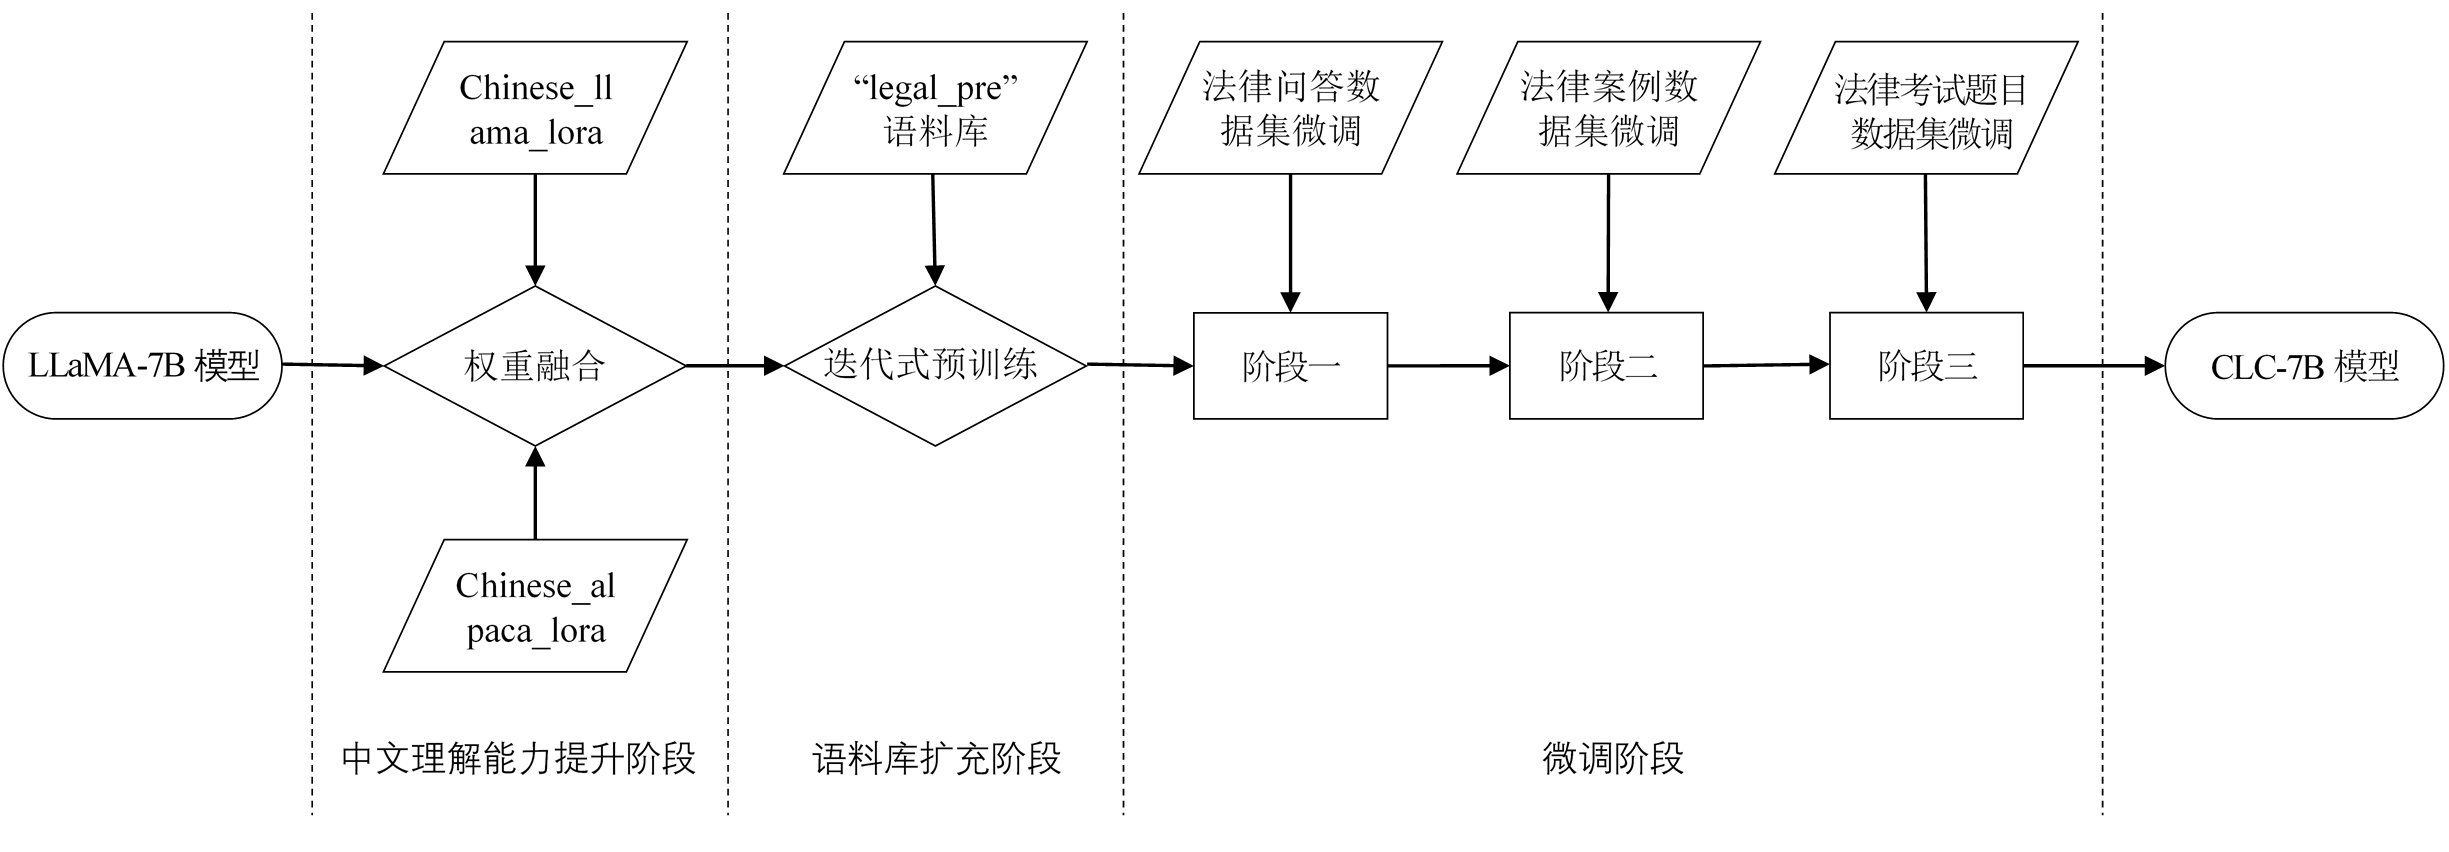 Chinese_ll
ama_lora
“legal_pre”
语料库
法律问答数
据集微调
法律案例数
据集微调
法律考试题目
数据集微调
LLaMA-7B 模型
权重融合
迭代式预训练
阶段一
阶段二
阶段三
CLC-7B 模型
Chinese_al
paca_lora
中文理解能力提升阶段
语料库扩充阶段
微调阶段